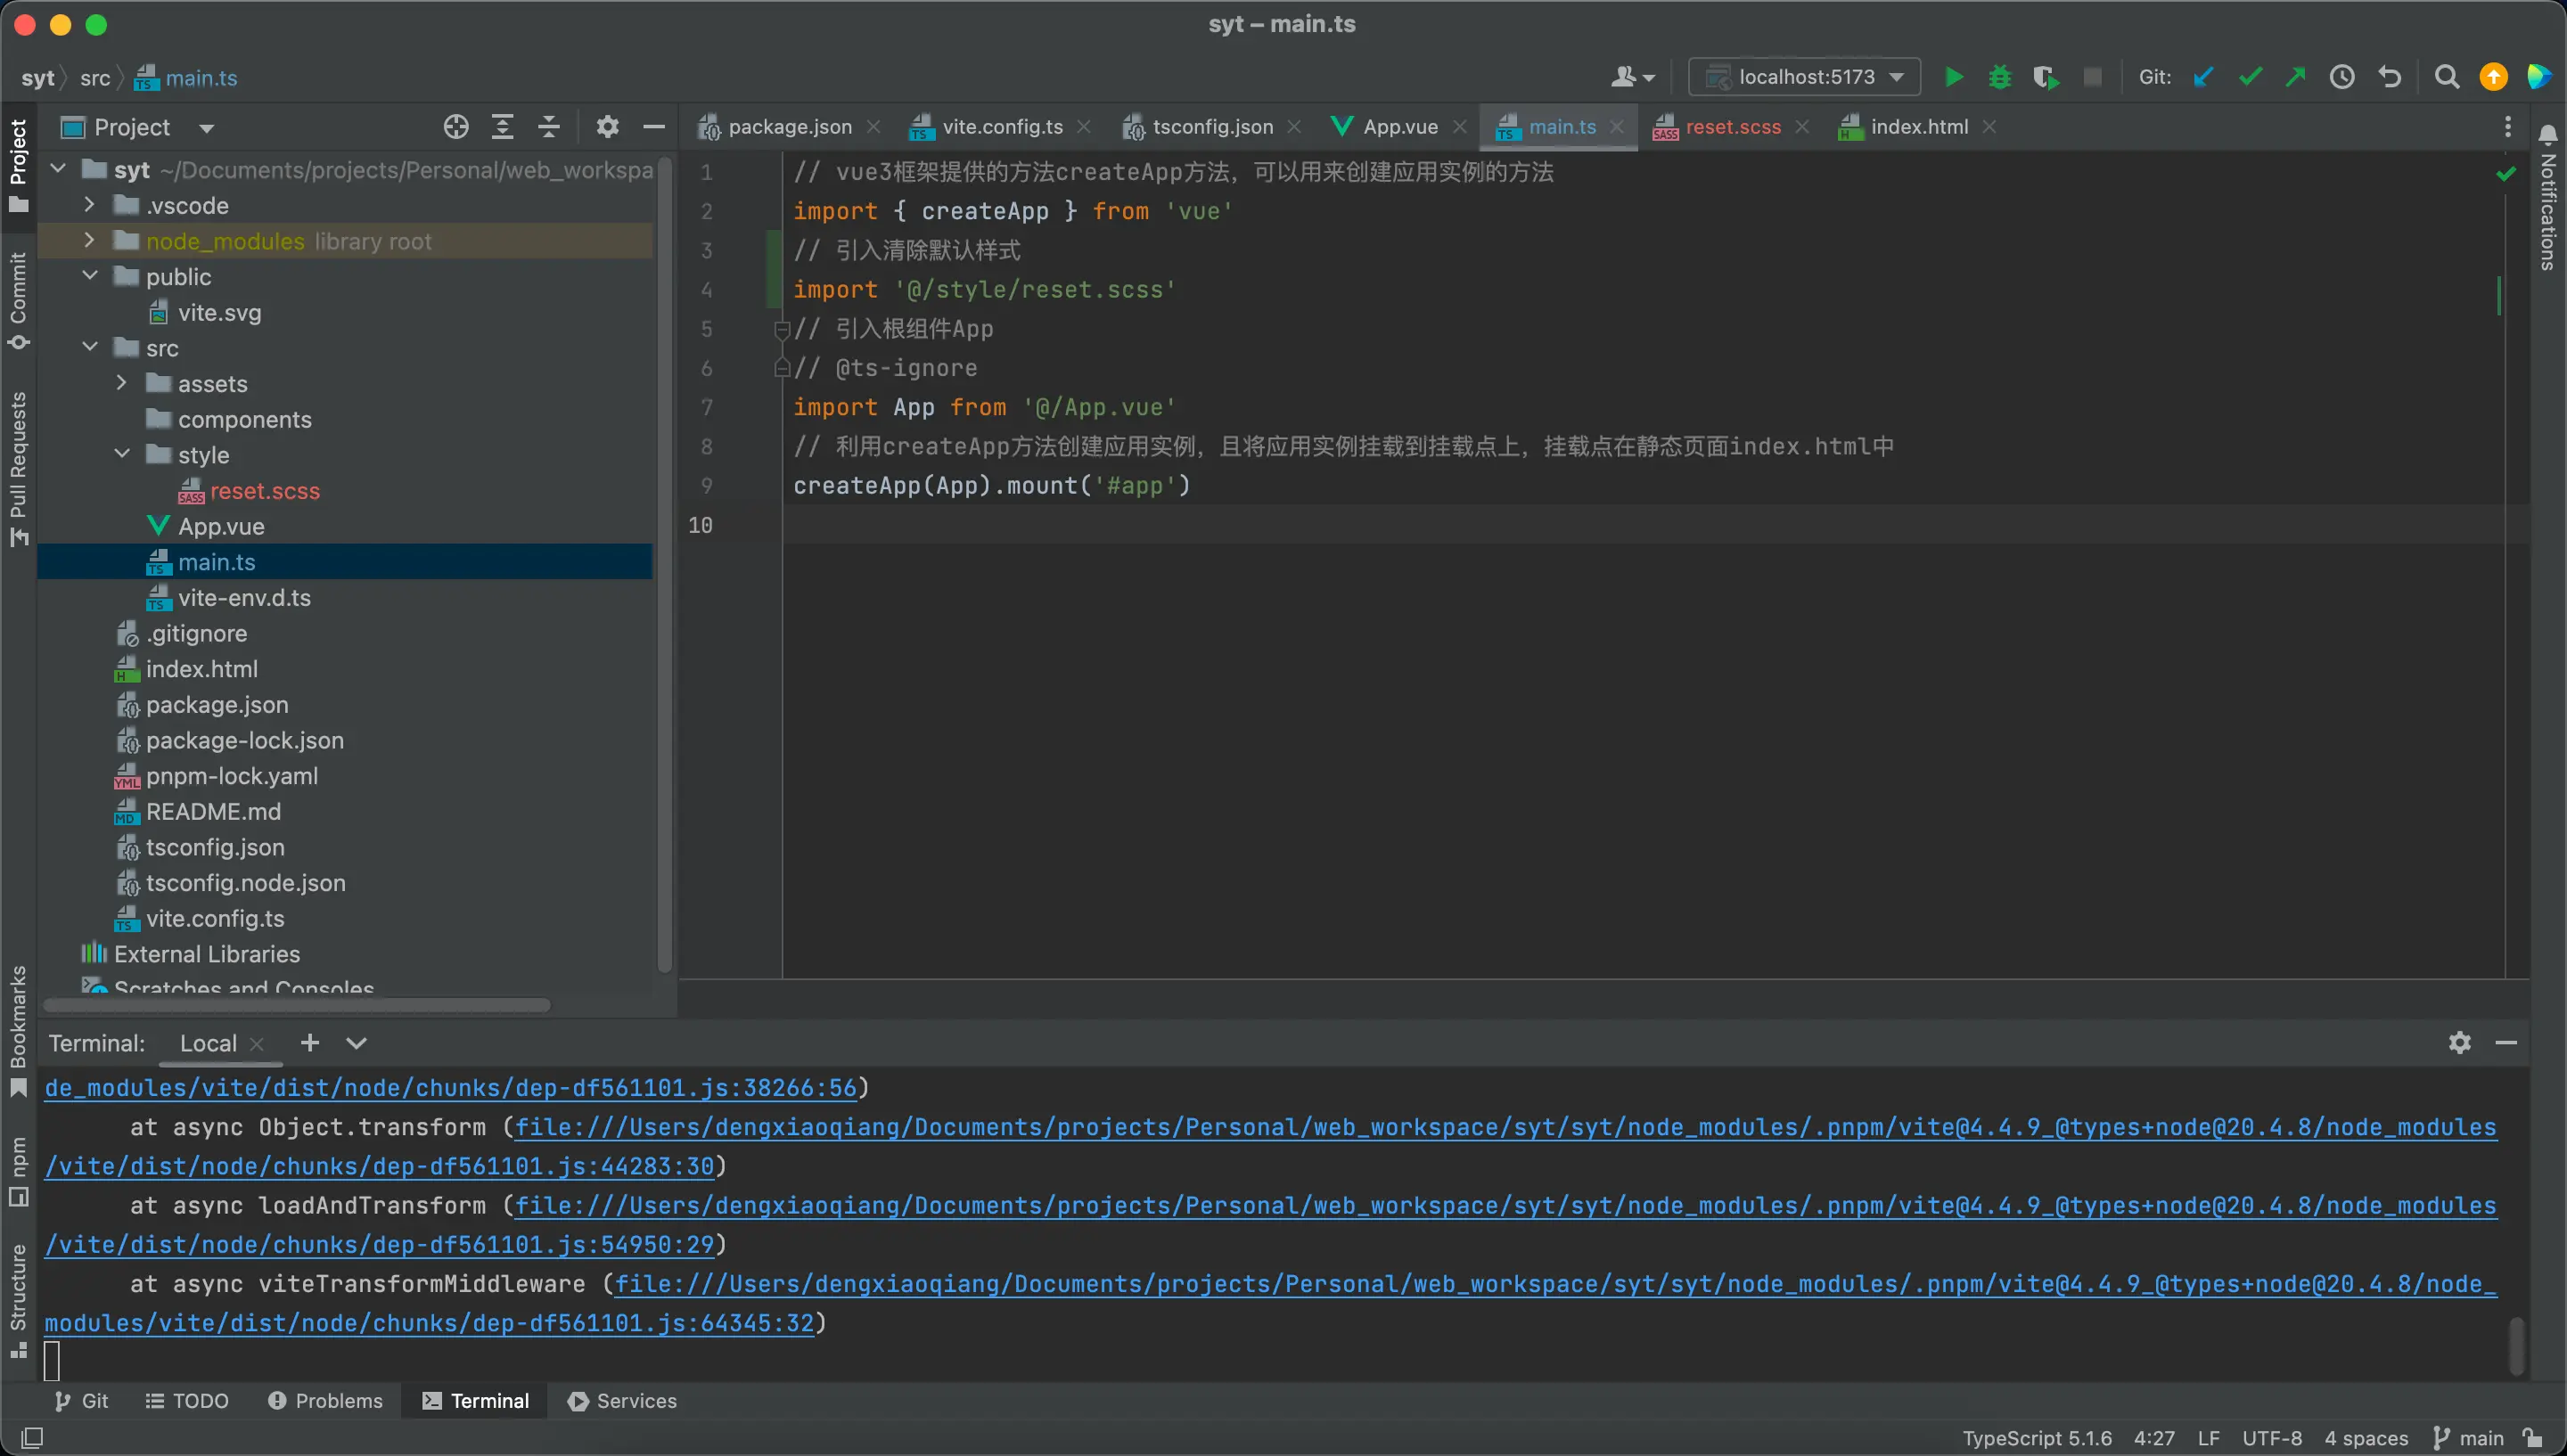 syt – main.ts
syt src main.ts
localhost:5173 Git:
Project
package.json vite.config.ts tsconfig.json App.vue main.ts reset.scss index.html
Project
Commit
Pull Requests
Bookmarks
npm
Structure
Notifications
syt ~/Documents/projects/Personal/web_workspa
.vscode
node_modules library root
public
vite.svg
src
assets
components
style
reset.scss
App.vue
main.ts
vite-env.d.ts
.gitignore
index.html
package.json
package-lock.json
pnpm-lock.yaml
README.md
tsconfig.json
tsconfig.node.json
vite.config.ts
External Libraries
Scratches and Consoles
1 // vue3框架提供的方法createApp方法，可以用来创建应用实例的方法
2 import { createApp } from 'vue'
3 // 引入清除默认样式
4 import '@/style/reset.scss'
5 // 引入根组件App
6 // @ts-ignore
7 import App from '@/App.vue'
8 // 利用createApp方法创建应用实例，且将应用实例挂载到挂载点上，挂载点在静态页面index.html中
9 createApp(App).mount('#app')
10
Terminal: Local
de_modules/vite/dist/node/chunks/dep-df561101.js:38266:56)
at async Object.transform (file:///Users/dengxiaoqiang/Documents/projects/Personal/web_workspace/syt/syt/node_modules/.pnpm/vite@4.4.9_@types+node@20.4.8/node_modules
/vite/dist/node/chunks/dep-df561101.js:44283:30)
at async loadAndTransform (file:///Users/dengxiaoqiang/Documents/projects/Personal/web_workspace/syt/syt/node_modules/.pnpm/vite@4.4.9_@types+node@20.4.8/node_modules
/vite/dist/node/chunks/dep-df561101.js:54950:29)
at async viteTransformMiddleware (file:///Users/dengxiaoqiang/Documents/projects/Personal/web_workspace/syt/syt/node_modules/.pnpm/vite@4.4.9_@types+node@20.4.8/node_
modules/vite/dist/node/chunks/dep-df561101.js:64345:32)
Git TODO Problems Terminal Services
TypeScript 5.1.6 4:27 LF UTF-8 4 spaces main